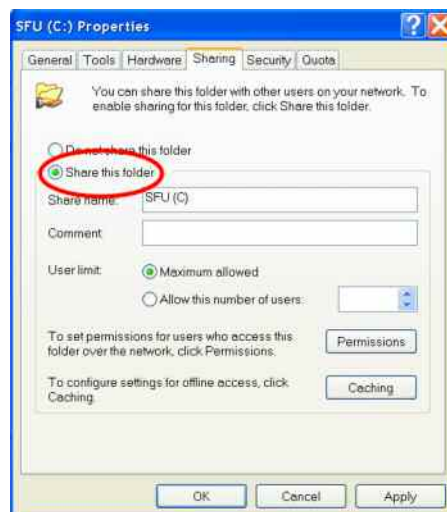 SFU (C:) Properties
General Tools Hardware Sharing Security Quota
You can share this folder with other users on your network. To
enable sharing for this folder, click Share this folder.
Do not share this folder
Share this folder
Share name: SFU (C)
Comment
User limit: Maximum allowed
Allow this number of users:
To set permissions for users who access this
folder over the network, click Permissions.
Permissions
To configure settings for offline access, click
Caching.
Caching
OK Cancel Apply